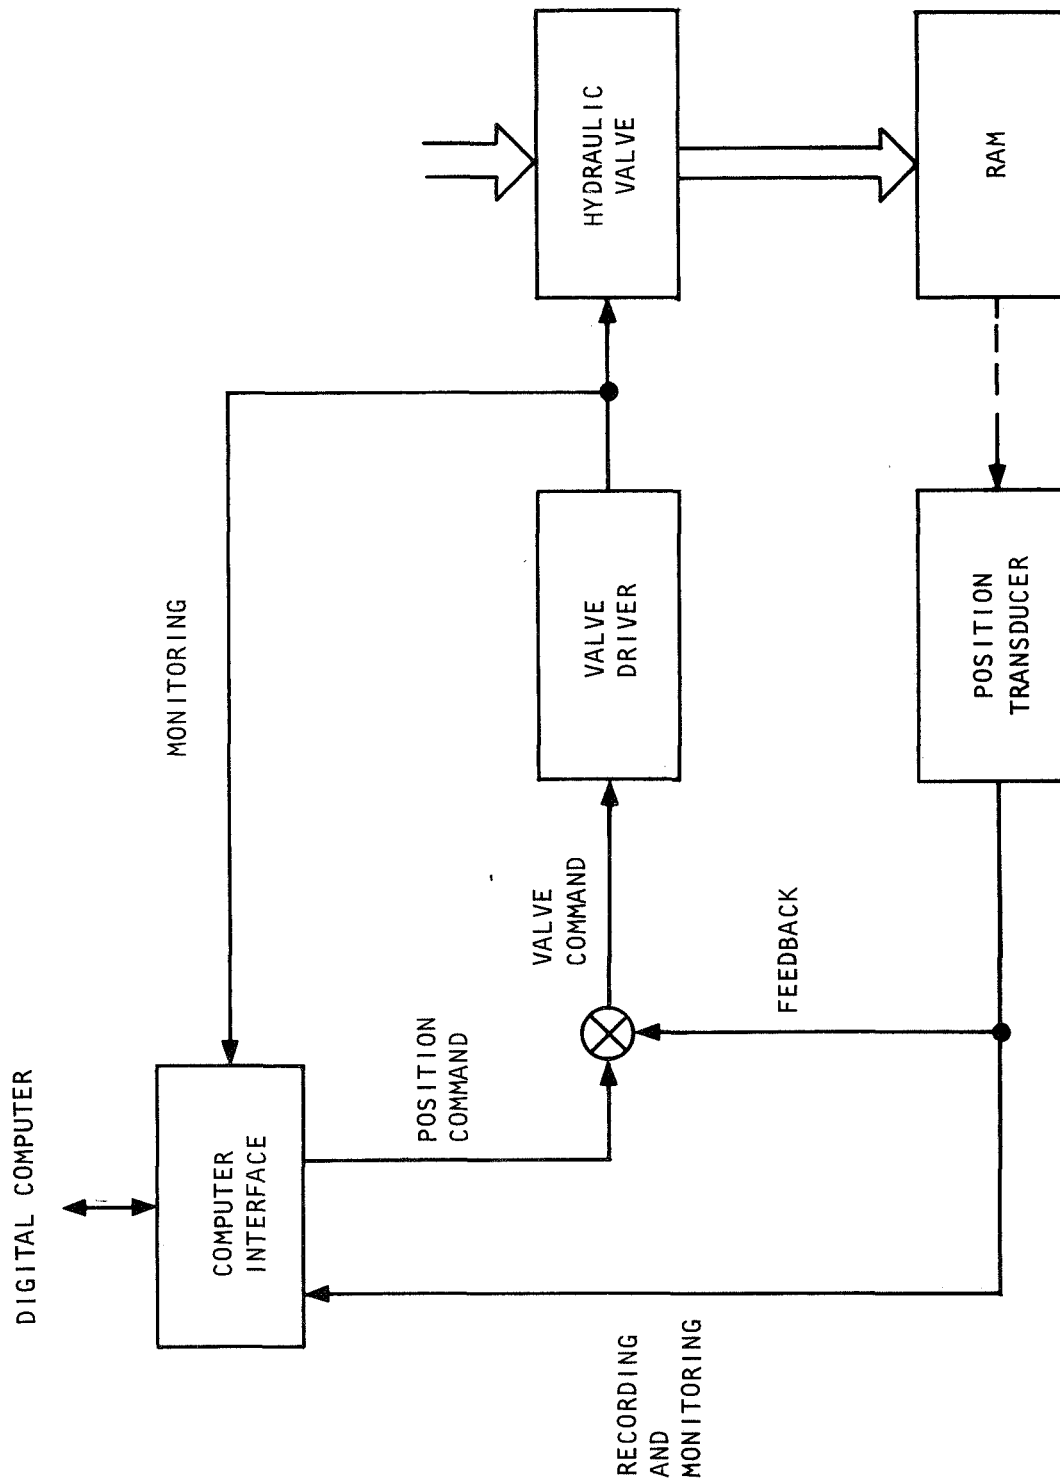 DIGITAL COMPUTER
COMPUTER
INTERFACE
MONITORING
POSITION
COMMAND
VALVE
COMMAND
VALVE
DRIVER
HYDRAULIC
VALVE
RECORDING
AND
MONITORING
FEEDBACK
POSITION
TRANSDUCER
RAM